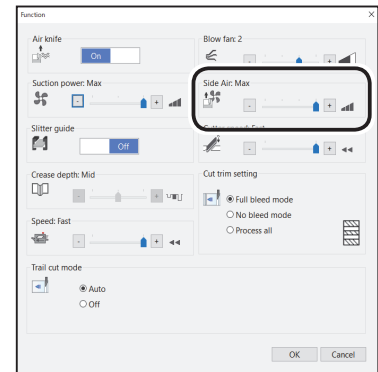 Function
Air knife
On
Blow fan: 2
Suction power: Max
Side Air: Max
Slitter guide
Off
Crease depth: Mid
Cut trim setting
Full bleed mode
No bleed mode
Process all
Speed: Fast
Trail cut mode
Auto
Off
OK
Cancel